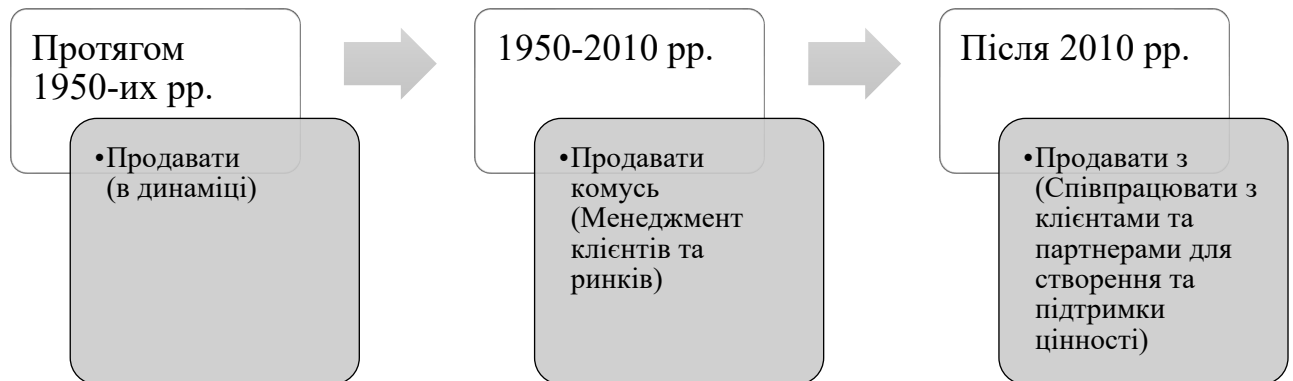 Протягом
1950-их рр.
•Продавати
(в динаміці)
1950-2010 рр.
•Продавати
комусь
(Менеджмент
клієнтів та
ринків)
Після 2010 рр.
•Продавати з
(Співпрацювати з
клієнтами та
партнерами для
створення та
підтримки
цінності)